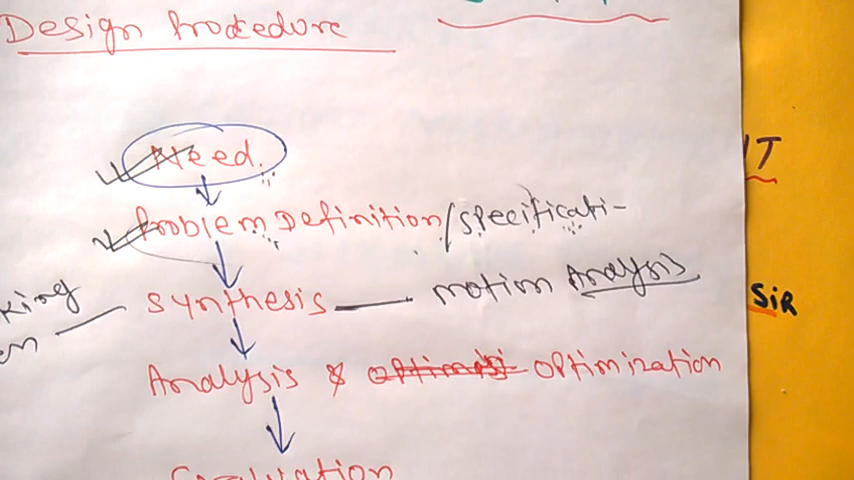 Design Procedure
Need.
Problem Definition/specificati-
synthesis — motion Analysis
Analysis & optimization
IT
SiR